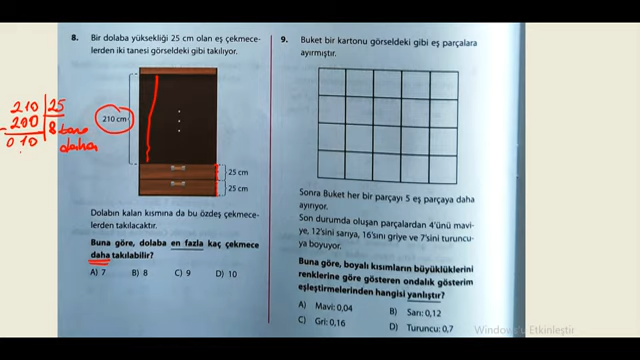 8. Bir dolaba yüksekliği 25 cm olan eş çekmece-
lerden iki tanesi görseldeki gibi takılıyor.
210 cm
25 cm
25 cm
Dolabın kalan kısmına da bu özdeş çekmece-
lerden takılacaktır.
Buna göre, dolaba en fazla kaç çekmece
daha takılabilir?
A) 7 B) 8 C) 9 D) 10
210 25
- 200 8 tane
010 daha
9. Buket bir kartonu görseldeki gibi eş parçalara
ayırmıştır.
Sonra Buket her bir parçayı 5 eş parçaya daha
ayırıyor.
Son durumda oluşan parçalardan 4'ünü mavi-
ye, 12'sini sarıya, 16'sını griye ve 7'sini turuncu-
ya boyuyor.
Buna göre, boyalı kısımların büyüklüklerini
renklerine göre gösteren ondalık gösterim
eşleştirmelerinden hangisi yanlıştır?
A) Mavi: 0,04 B) Sarı: 0,12
C) Gri: 0,16 D) Turuncu: 0,7
Windows'u Etkinleştir